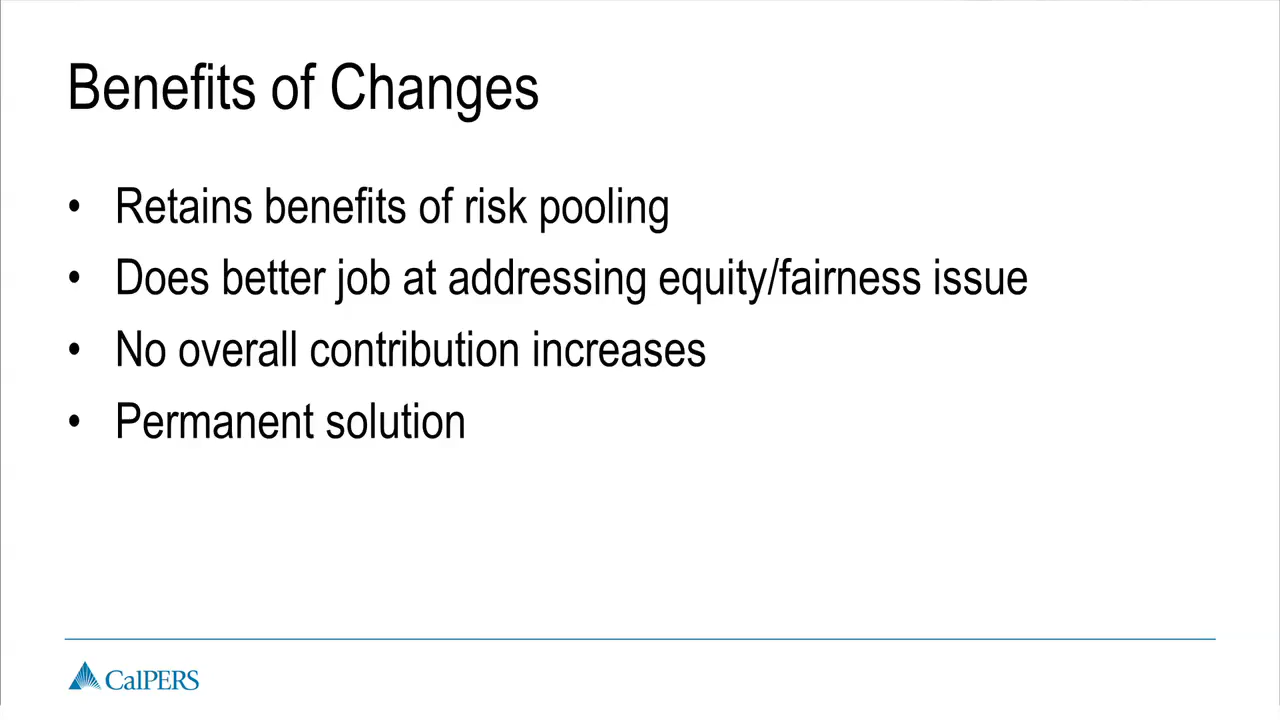 Benefits of Changes
• Retains benefits of risk pooling
• Does better job at addressing equity/fairness issue
• No overall contribution increases
• Permanent solution
CalPERS